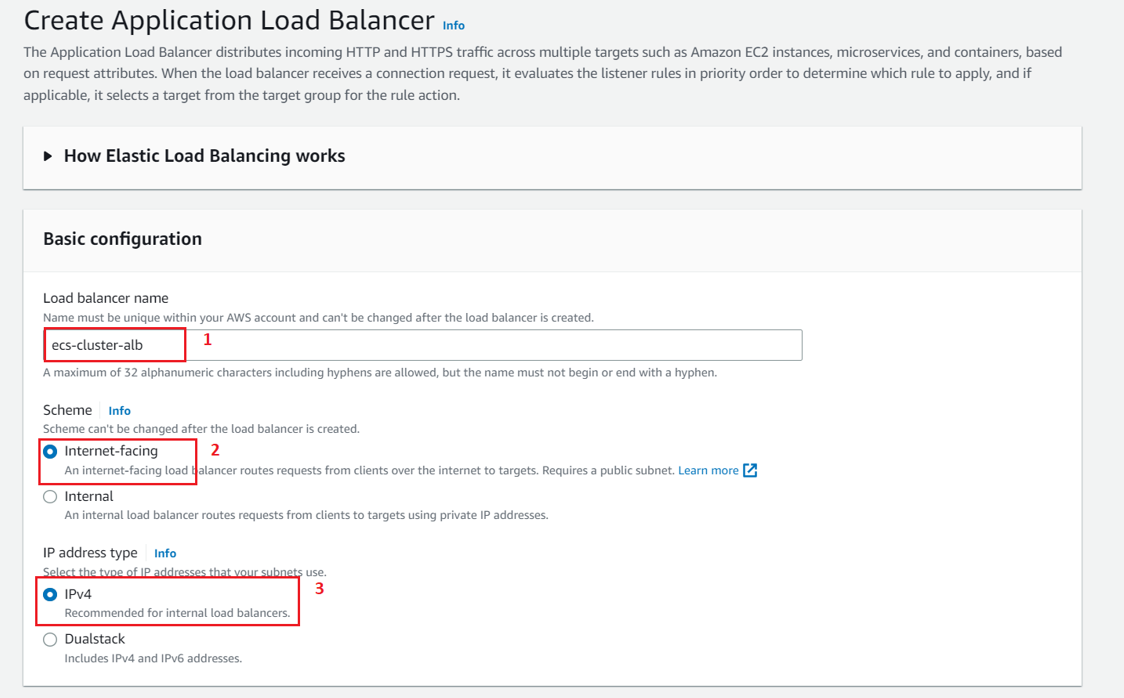 Create Application Load Balancer Info
The Application Load Balancer distributes incoming HTTP and HTTPS traffic across multiple targets such as Amazon EC2 instances, microservices, and containers, based
on request attributes. When the load balancer receives a connection request, it evaluates the listener rules in priority order to determine which rule to apply, and if
applicable, it selects a target from the target group for the rule action.
How Elastic Load Balancing works
Basic configuration
Load balancer name
Name must be unique within your AWS account and can't be changed after the load balancer is created.
ecs-cluster-alb 1
A maximum of 32 alphanumeric characters including hyphens are allowed, but the name must not begin or end with a hyphen.
Scheme Info
Scheme can't be changed after the load balancer is created.
Internet-facing 2
An internet-facing load balancer routes requests from clients over the internet to targets. Requires a public subnet. Learn more
Internal
An internal load balancer routes requests from clients to targets using private IP addresses.
IP address type Info
Select the type of IP addresses that your subnets use.
IPv4 3
Recommended for internal load balancers.
Dualstack
Includes IPv4 and IPv6 addresses.